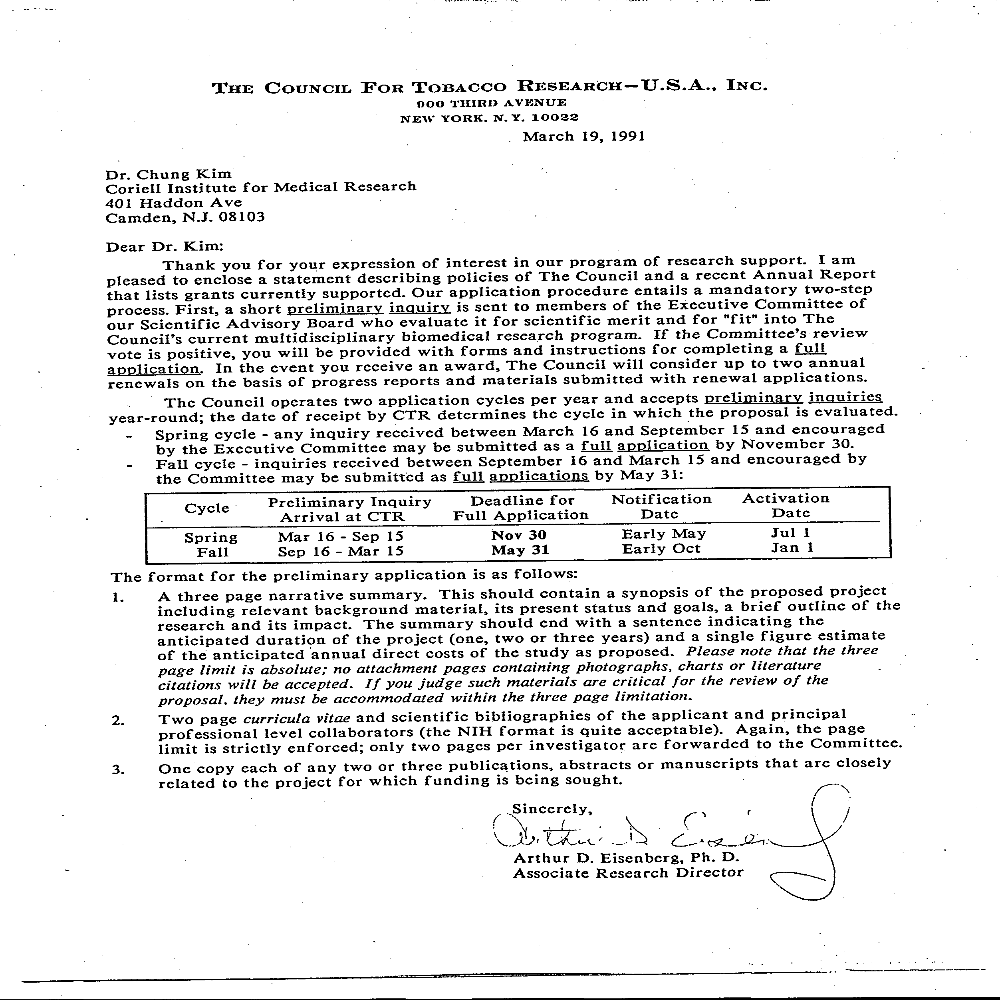 THE COUNCIL FOR TOBACCO RESEARCH—U.S.A., INC.
900 THIRD AVENUE
NEW YORK. N.Y. 10022
March 19, 1991
Dr. Chung Kim
Coriell Institute for Medical Research
401 Haddon Ave
Camden, N.J. 08103
Dear Dr. Kim:
Thank you for your expression of interest in our program of research support. I am
pleased to enclose a statement describing policies of The Council and a recent Annual Report
that lists grants currently supported. Our application procedure entails a mandatory two-step
process. First, a short preliminary inquiry is sent to members of the Executive Committee of
our Scientific Advisory Board who evaluate it for scientific merit and for "fit" into The
Council's current multidisciplinary biomedical research program. If the Committee's review
vote is positive, you will be provided with forms and instructions for completing a full
application. In the event you receive an award, The Council will consider up to two annual
renewals on the basis of progress reports and materials submitted with renewal applications.
The Council operates two application cycles per year and accepts preliminary inquiries
year-round; the date of receipt by CTR determines the cycle in which the proposal is evaluated.
- Spring cycle - any inquiry received between March 16 and September 15 and encouraged
by the Executive Committee may be submitted as a full application by November 30.
- Fall cycle - inquiries received between September 16 and March 15 and encouraged by
the Committee may be submitted as full applications by May 31:
Cycle Preliminary Inquiry Arrival at CTR Deadline for Full Application Notification Date Activation Date
Spring Mar 16 - Sep 15 Nov 30 Early May Jul 1
Fall Sep 16 - Mar 15 May 31 Early Oct Jan 1
The format for the preliminary application is as follows:
1. A three page narrative summary. This should contain a synopsis of the proposed project
including relevant background material, its present status and goals, a brief outline of the
research and its impact. The summary should end with a sentence indicating the
anticipated duration of the project (one, two or three years) and a single figure estimate
of the anticipated annual direct costs of the study as proposed. Please note that the three
page limit is absolute; no attachment pages containing photographs, charts or literature
citations will be accepted. If you judge such materials are critical for the review of the
proposal, they must be accommodated within the three page limitation.
2. Two page curricula vitae and scientific bibliographies of the applicant and principal
professional level collaborators (the NIH format is quite acceptable). Again, the page
limit is strictly enforced; only two pages per investigator are forwarded to the Committee.
3. One copy each of any two or three publications, abstracts or manuscripts that are closely
related to the project for which funding is being sought.
Sincerely,
Arthur D. Eisenberg
Arthur D. Eisenberg, Ph. D.
Associate Research Director